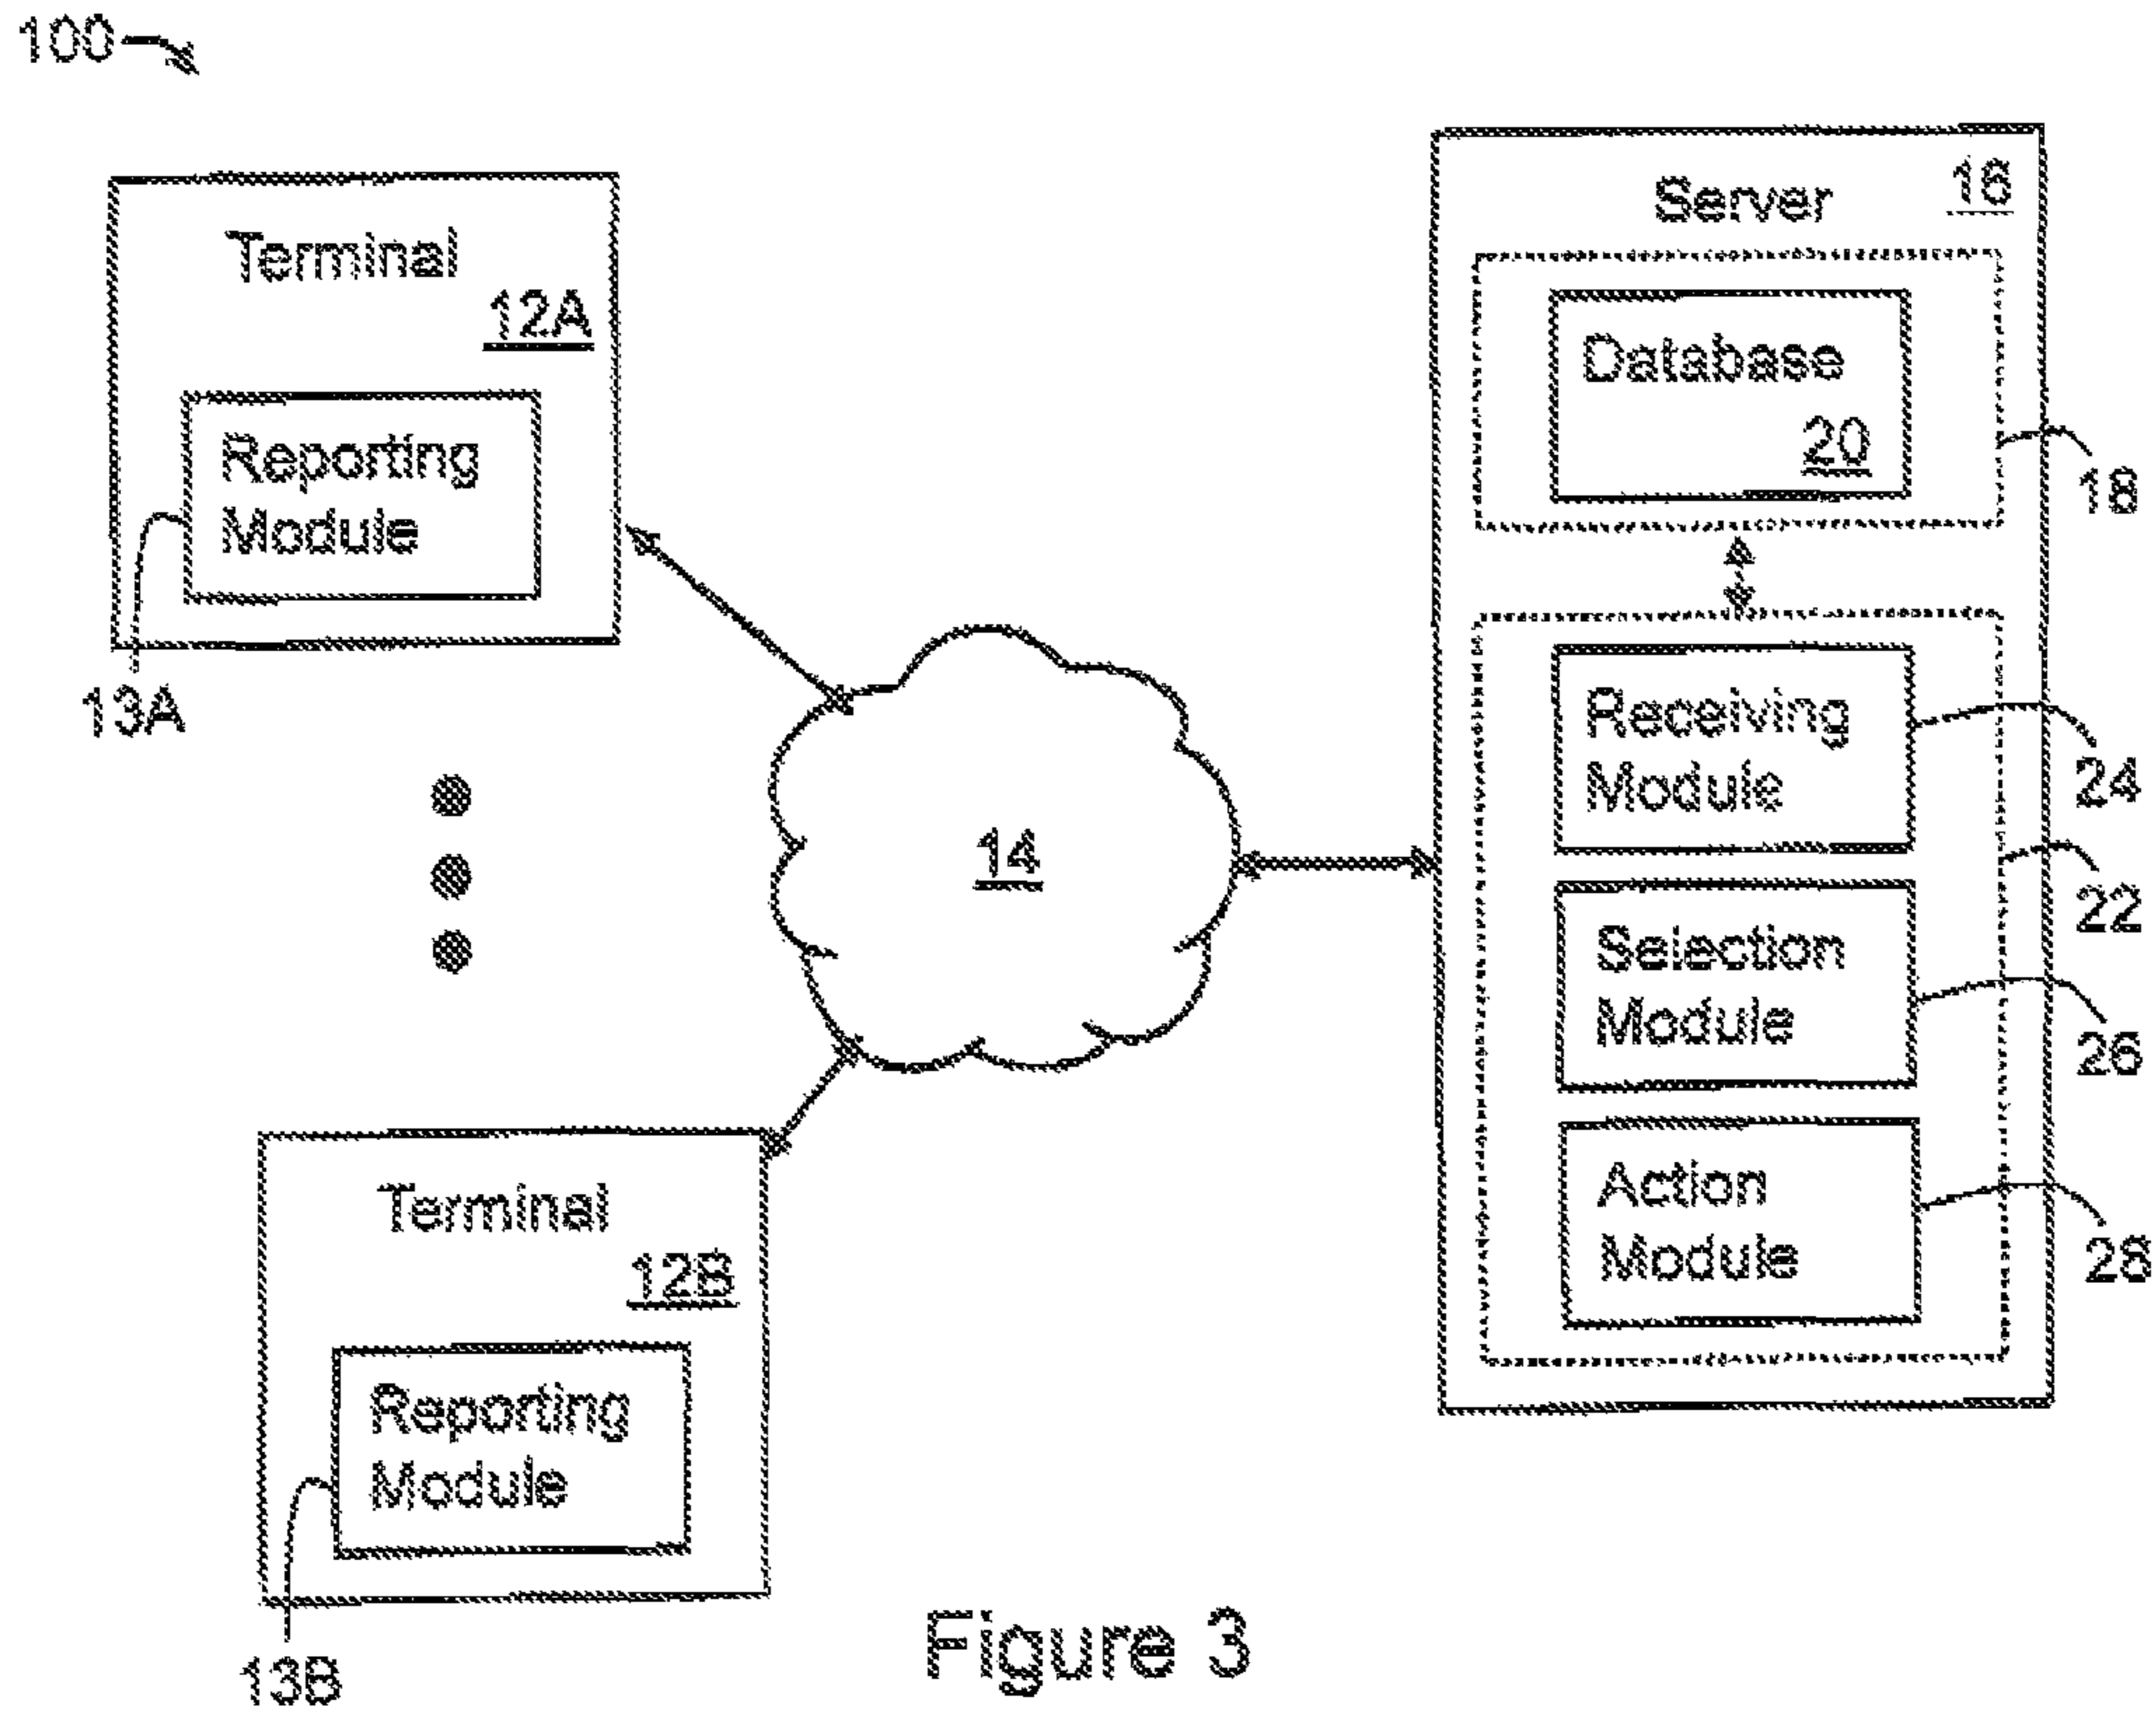 100
Server
16
Terminal
12A
Database
20
18
Reporting
Module
13A
Receiving
Module
24
14
22
Selection
Module
26
Terminal
12B
Action
Module
28
Reporting
Module
13B
Figure 3